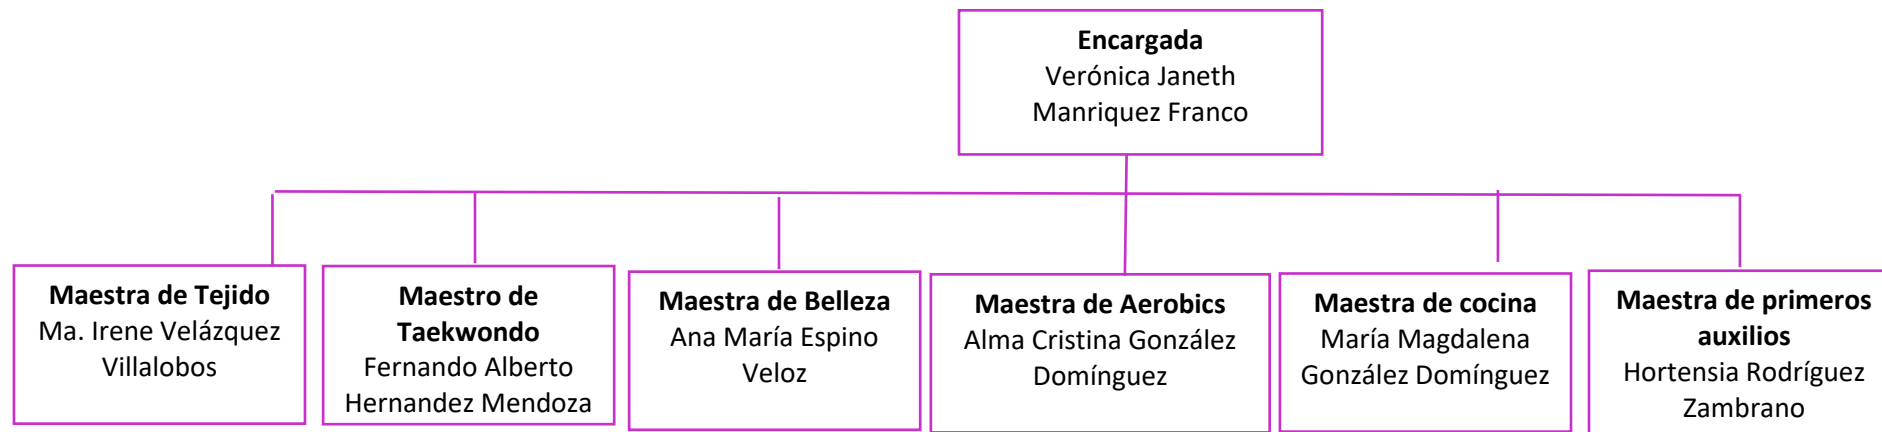 Encargada
Verónica Janeth
Manriquez Franco
Maestra de Tejido
Ma. Irene Velázquez
Villalobos
Maestro de
Taekwondo
Fernando Alberto
Hernandez Mendoza
Maestra de Belleza
Ana María Espino
Veloz
Maestra de Aerobics
Alma Cristina González
Domínguez
Maestra de cocina
María Magdalena
González Domínguez
Maestra de primeros
auxilios
Hortensia Rodríguez
Zambrano